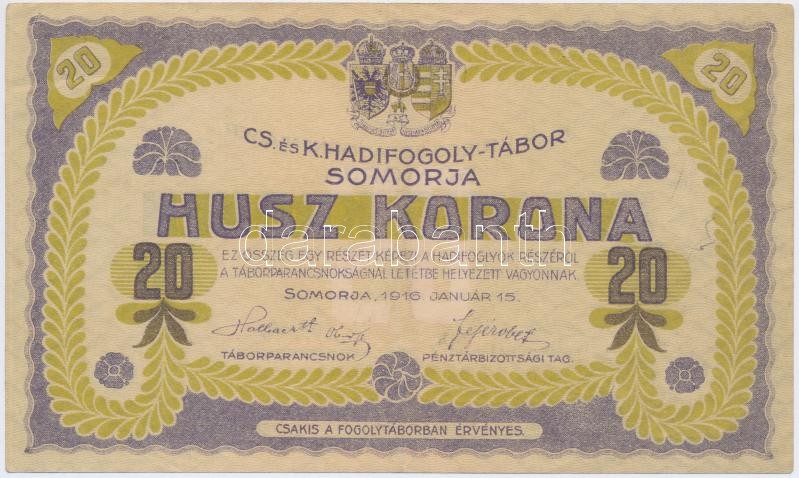 20 20
CS. ÉS K. HADIFOGOLY-TÁBOR
SOMORJA
HUSZ KORONA
EZ ÖSSZEG EGY RÉSZÉT KÉPEZI A HADIFOGLYOK RÉSZÉRŐL
A TÁBORPARANCSNOKSÁGNÁL LETÉTBE HELYEZETT VAGYONNAK.
20 20
SOMORJA, 1916. JANUÁR 15.
TÁBORPARANCSNOK PÉNZTÁRBIZOTTSÁGI TAG.
CSAKIS A FOGOLYTÁBORBAN ÉRVÉNYES.
darabanth